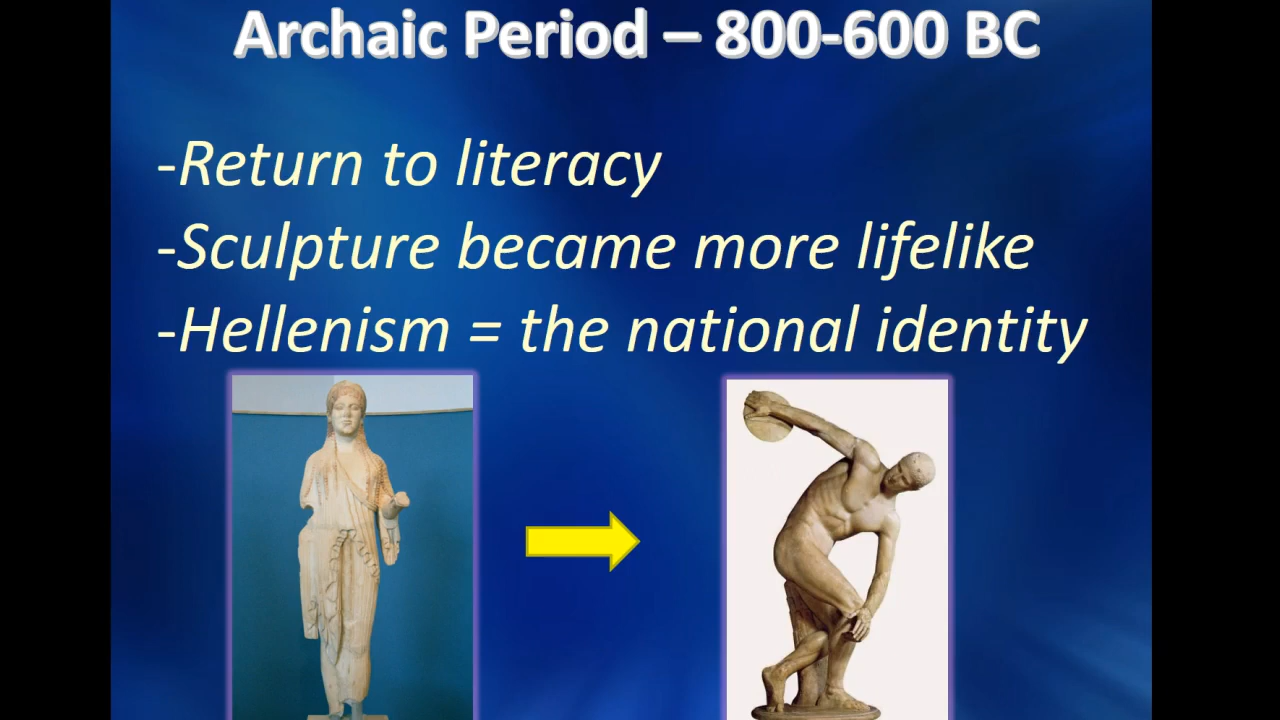 Archaic Period – 800-600 BC
-Return to literacy
-Sculpture became more lifelike
-Hellenism = the national identity